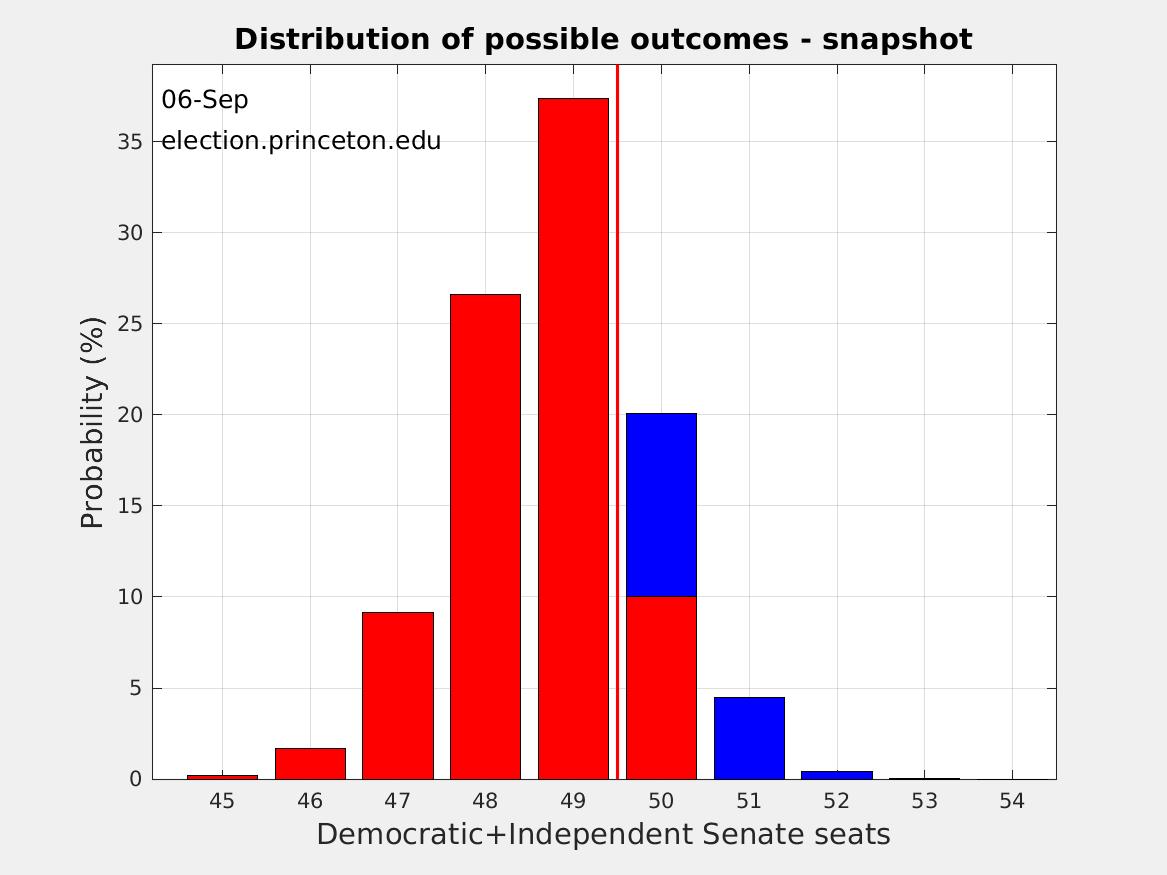 Distribution of possible outcomes - snapshot
06-Sep
election.princeton.edu
35
30
25
20
15
10
5
0
Probability (%)
45 46 47 48 49 50 51 52 53 54
Democratic+Independent Senate seats